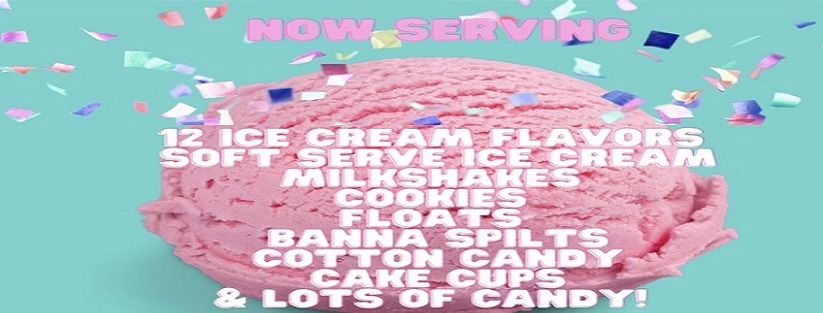 NOW SERVING
12 ICE CREAM FLAVORS
SOFT SERVE ICE CREAM
MILKSHAKES
COOKIES
FLOATS
BANNA SPILTS
COTTON CANDY
CAKE CUPS
& LOTS OF CANDY!